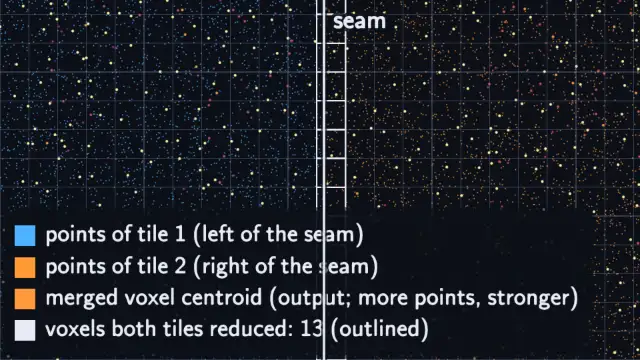 seam
points of tile 1 (left of the seam)
points of tile 2 (right of the seam)
merged voxel centroid (output; more points, stronger)
voxels both tiles reduced: 13 (outlined)